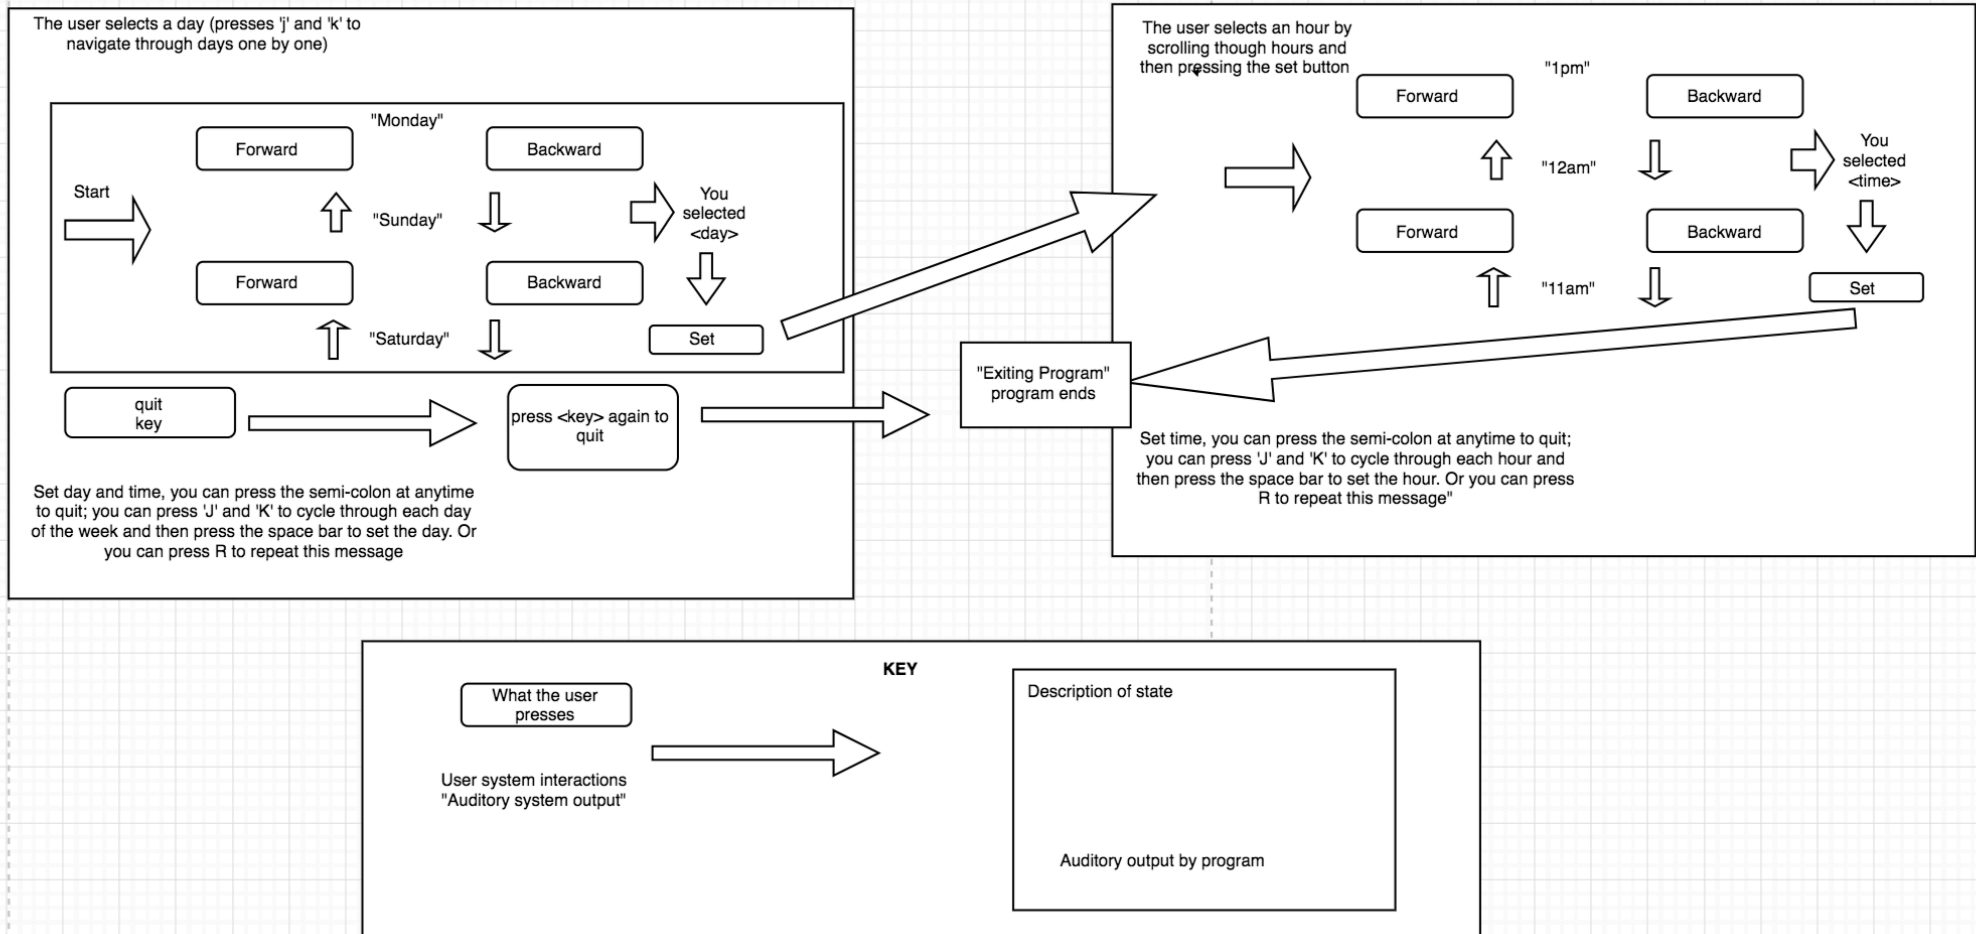 The user selects a day (presses 'j' and 'k' to
navigate through days one by one)
"Monday"
Forward
Backward
Start
"Sunday"
You
selected
<day>
Forward
Backward
"Saturday"
Set
quit
key
press <key> again to
quit
Set day and time, you can press the semi-colon at anytime
to quit; you can press 'J' and 'K' to cycle through each day
of the week and then press the space bar to set the day. Or
you can press R to repeat this message
"Exiting Program"
program ends
The user selects an hour by
scrolling though hours and
then pressing the set button
"1pm"
Forward
Backward
"12am"
You
selected
<time>
Forward
Backward
"11am"
Set
Set time, you can press the semi-colon at anytime to quit;
you can press 'J' and 'K' to cycle through each hour and
then press the space bar to set the hour. Or you can press
R to repeat this message"
KEY
What the user
presses
User system interactions
"Auditory system output"
Description of state
Auditory output by program